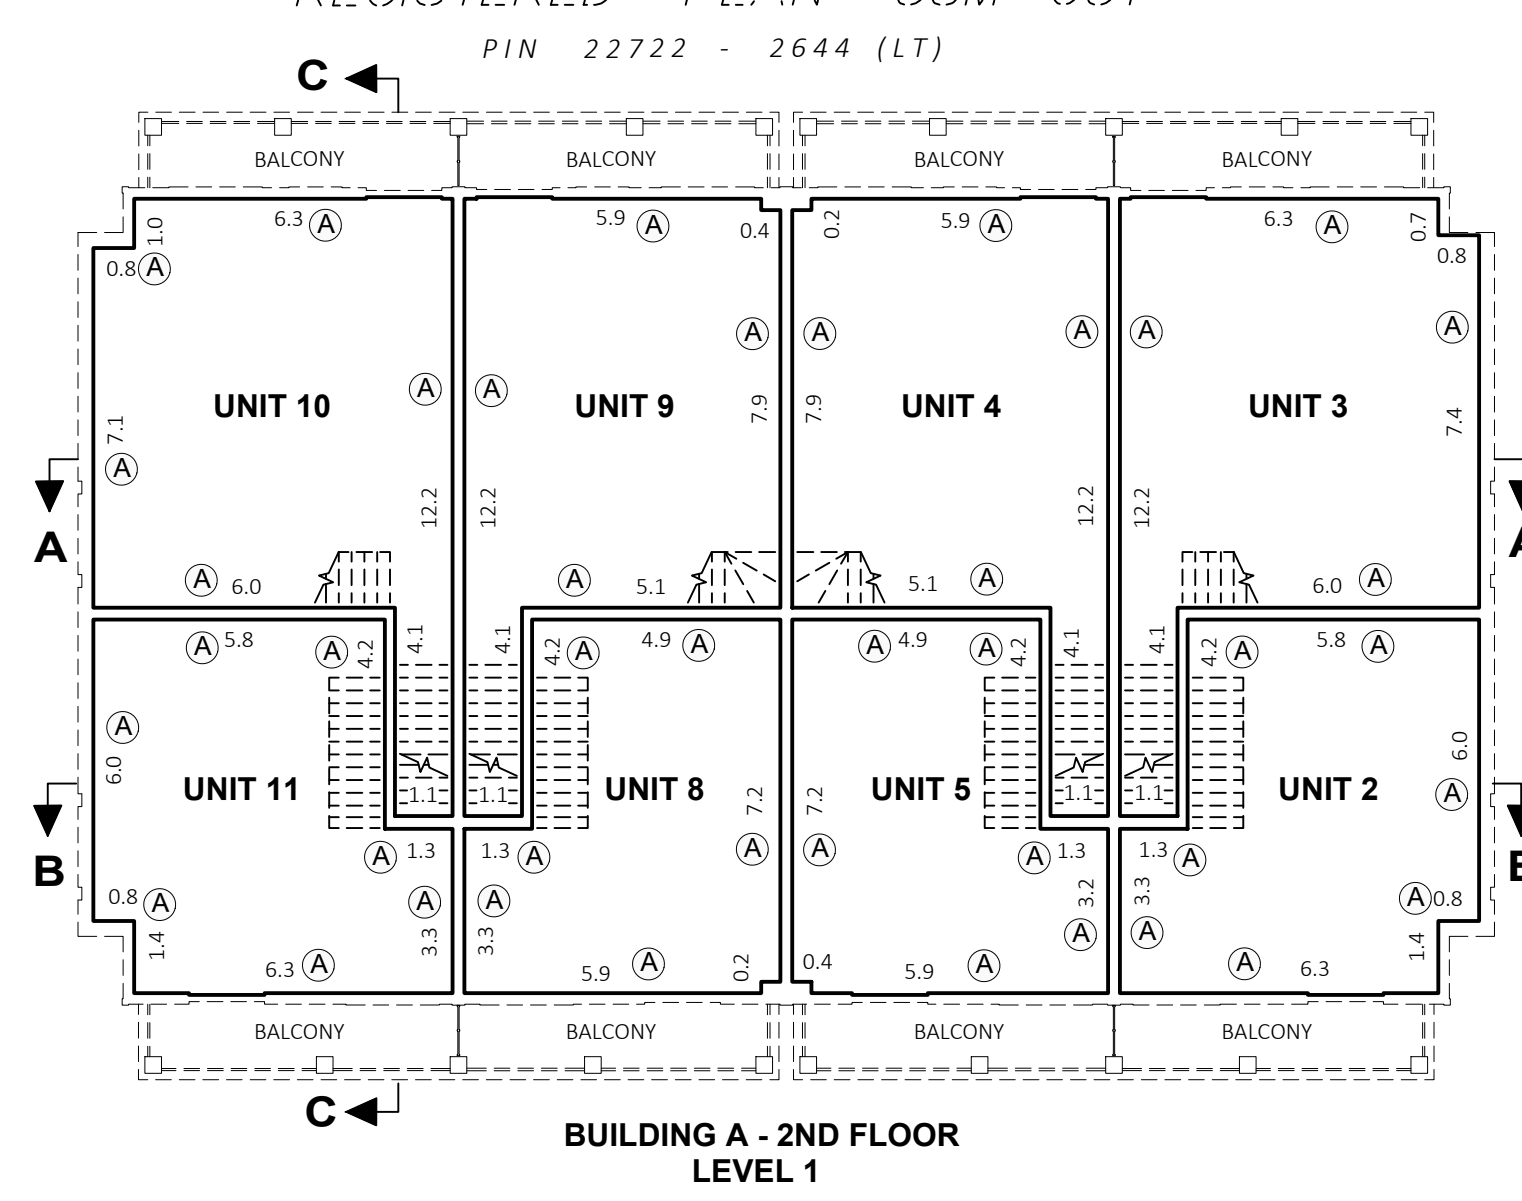 PIN 22722 - 2644 (LT)
C
BALCONY BALCONY BALCONY BALCONY
6.3 A 5.9 A 0.4 0.2 5.9 A 6.3 A 0.7
1.0
0.8 A 0.8
A A A A A
A A
UNIT 10 UNIT 9 UNIT 4 UNIT 3
7.1 7.9 7.9 7.4
A
12.2 12.2 12.2 12.2
A A
A 6.0 A 5.1 5.1 A 6.0 A
A 5.8 A 4.2 4.1 4.1 4.2 A 4.9 A A 4.9 A 4.2 4.1 4.1 4.2 A 5.8 A
A
6.0 6.0
UNIT 11 UNIT 8 UNIT 5 UNIT 2
1.1 1.1 7.2 7.2 1.1 1.1 A
A 1.3 1.3 A A A A 1.3 1.3 A
B
0.8 A A A 3.2 3.3 A 0.8
1.4 3.3 3.3 A A 1.4
6.3 A 5.9 A 0.2 0.4 5.9 A A 6.3
BALCONY BALCONY BALCONY BALCONY
C
BUILDING A - 2ND FLOOR
LEVEL 1